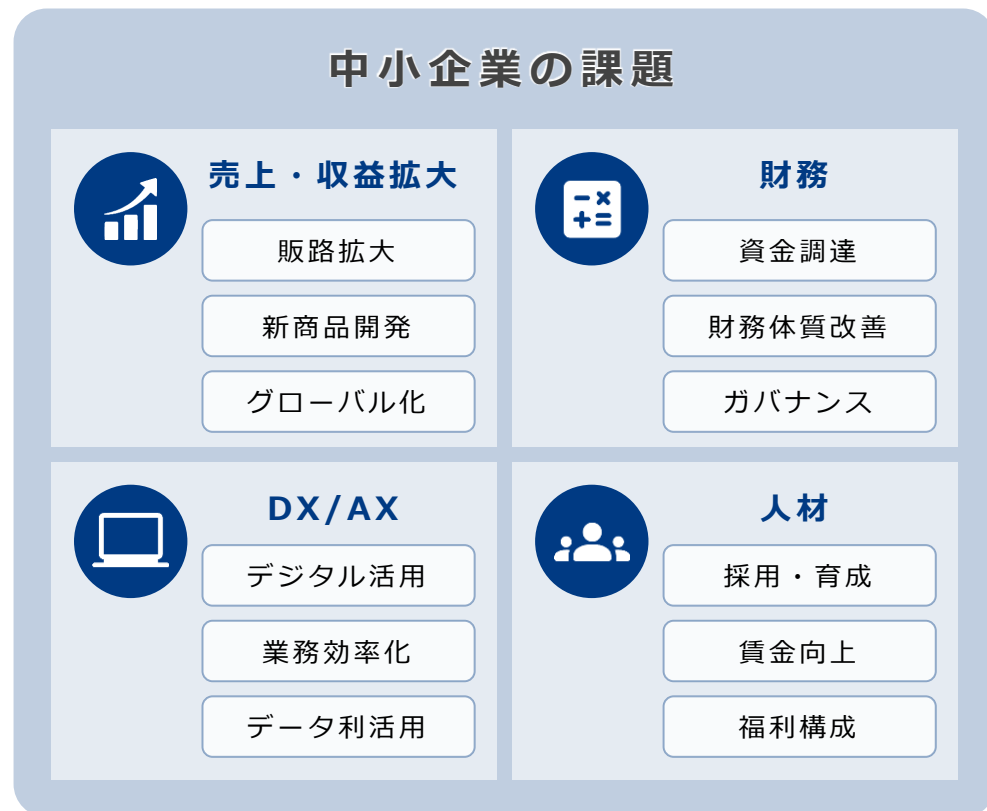 中小企業の課題
売上・収益拡大
販路拡大
新商品開発
グローバル化
財務
資金調達
財務体質改善
ガバナンス
DX/AX
デジタル活用
業務効率化
データ利活用
人材
採用・育成
賃金向上
福利構成